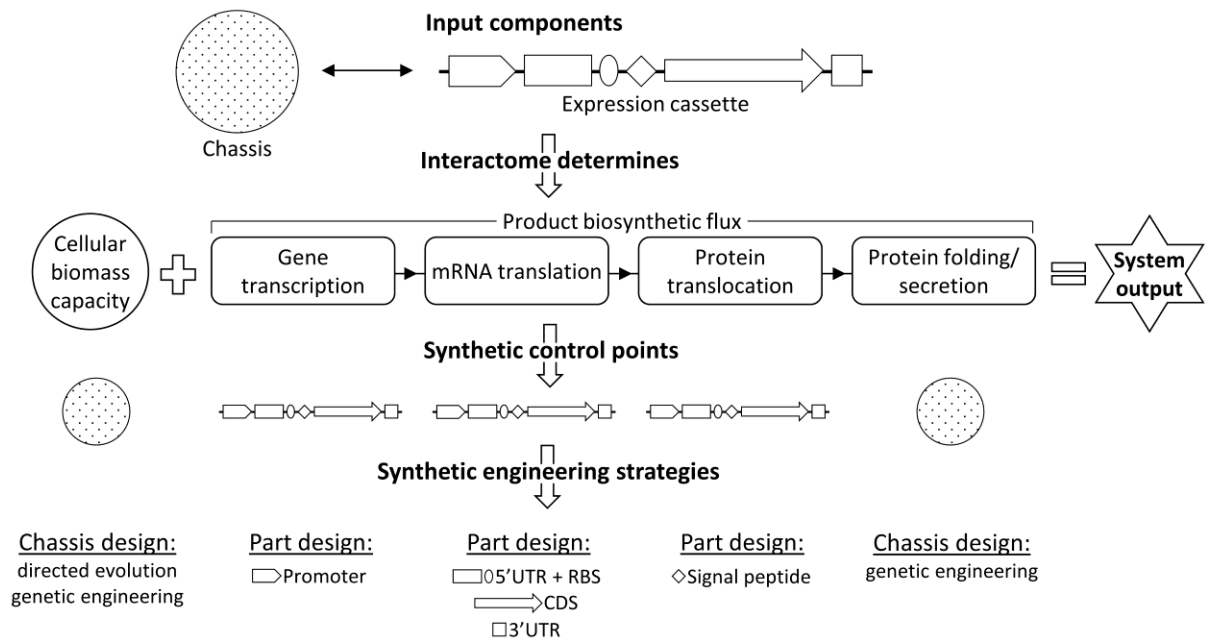 Input components
Expression cassette
Chassis
Interactome determines
Product biosynthetic flux
Cellular
biomass
capacity
Gene
transcription
mRNA translation
Protein
translocation
Protein folding/
secretion
System
output
Synthetic control points
Synthetic engineering strategies
Chassis design:
directed evolution
genetic engineering
Part design:
Promoter
Part design:
5'UTR + RBS
CDS
3'UTR
Part design:
Signal peptide
Chassis design:
genetic engineering